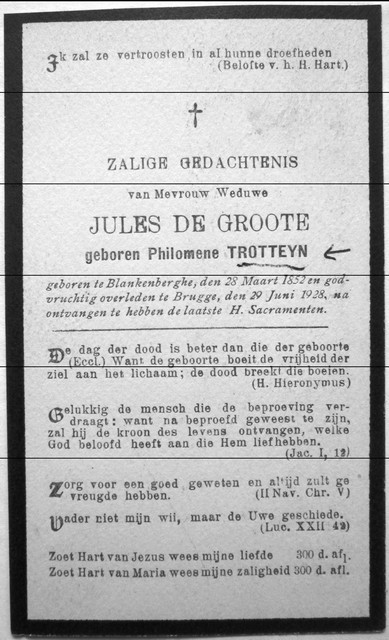 Ik zal ze vertroosten in al hunne droefheden
(Belofte v. h. H. Hart.)
ZALIGE GEDACHTENIS
van Mevrouw Weduwe
JULES DE GROOTE
geboren Philomene TROTTEYN
geboren te Blankenberghe, den 28 Maart 1852 en god-
vruchtig overleden te Brugge, den 29 Juni 1928, na
ontvangen te hebben de laatste H. Sacramenten.
De dag der dood is beter dan die der geboorte
(Eccl.) Want de geboorte boeit de vrijheid der
ziel aan het lichaam; de dood breekt die boeien.
(H. Hieronymus)
Gelukkig de mensch die de beproeving ver-
draagt: want na beproefd geweest te zijn,
zal hij de kroon des levens ontvangen, welke
God beloofd heeft aan die Hem liefhebben.
(Jac. I, 12)
Zorg voor een goed geweten en altijd zult ge
vreugde hebben. (II Nav. Chr. V)
Vader niet mijn wil, maar de Uwe geschiede.
(Luc. XXII 42)
Zoet Hart van Jezus wees mijne liefde 300 d. afl.
Zoet Hart van Maria wees mijne zaligheid 300 d. afl.